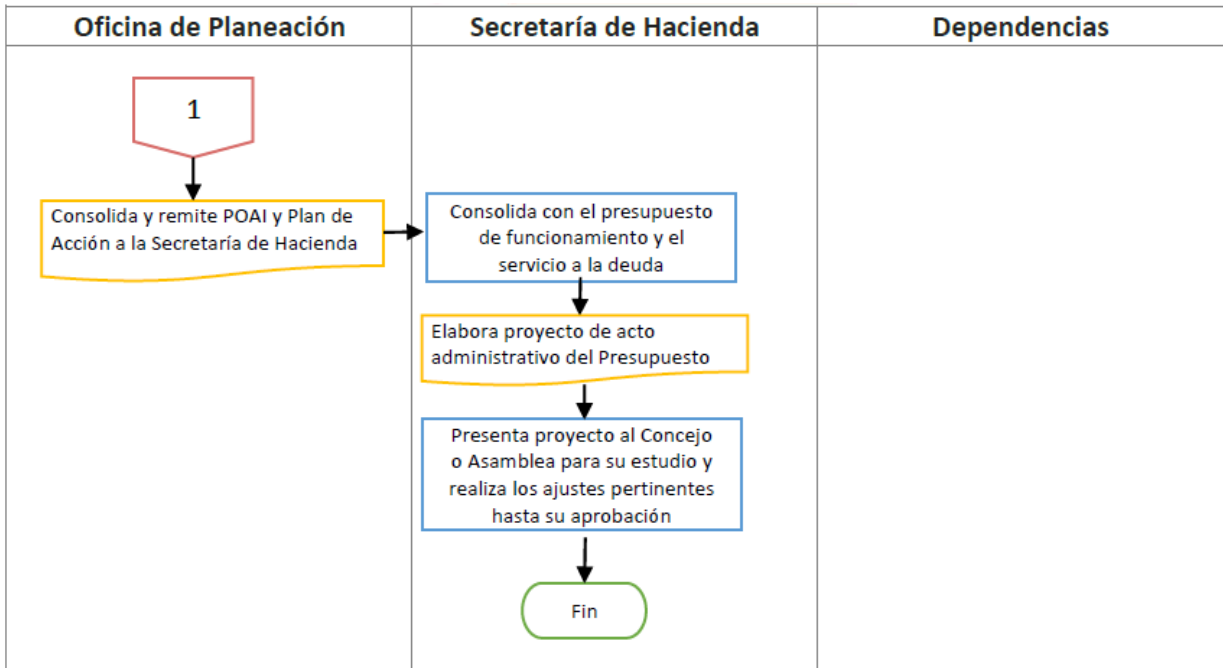 Oficina de Planeación
Secretaría de Hacienda
Dependencias
1
Consolida y remite POAI y Plan de
Acción a la Secretaría de Hacienda
Consolida con el presupuesto
de funcionamiento y el
servicio a la deuda
Elabora proyecto de acto
administrativo del Presupuesto
Presenta proyecto al Concejo
o Asamblea para su estudio y
realiza los ajustes pertinentes
hasta su aprobación
Fin